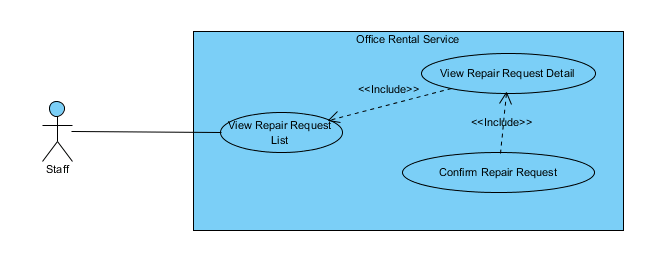 Office Rental Service
View Repair Request Detail
<<Include>>
View Repair Request
List
<<Include>>
Confirm Repair Request
Staff